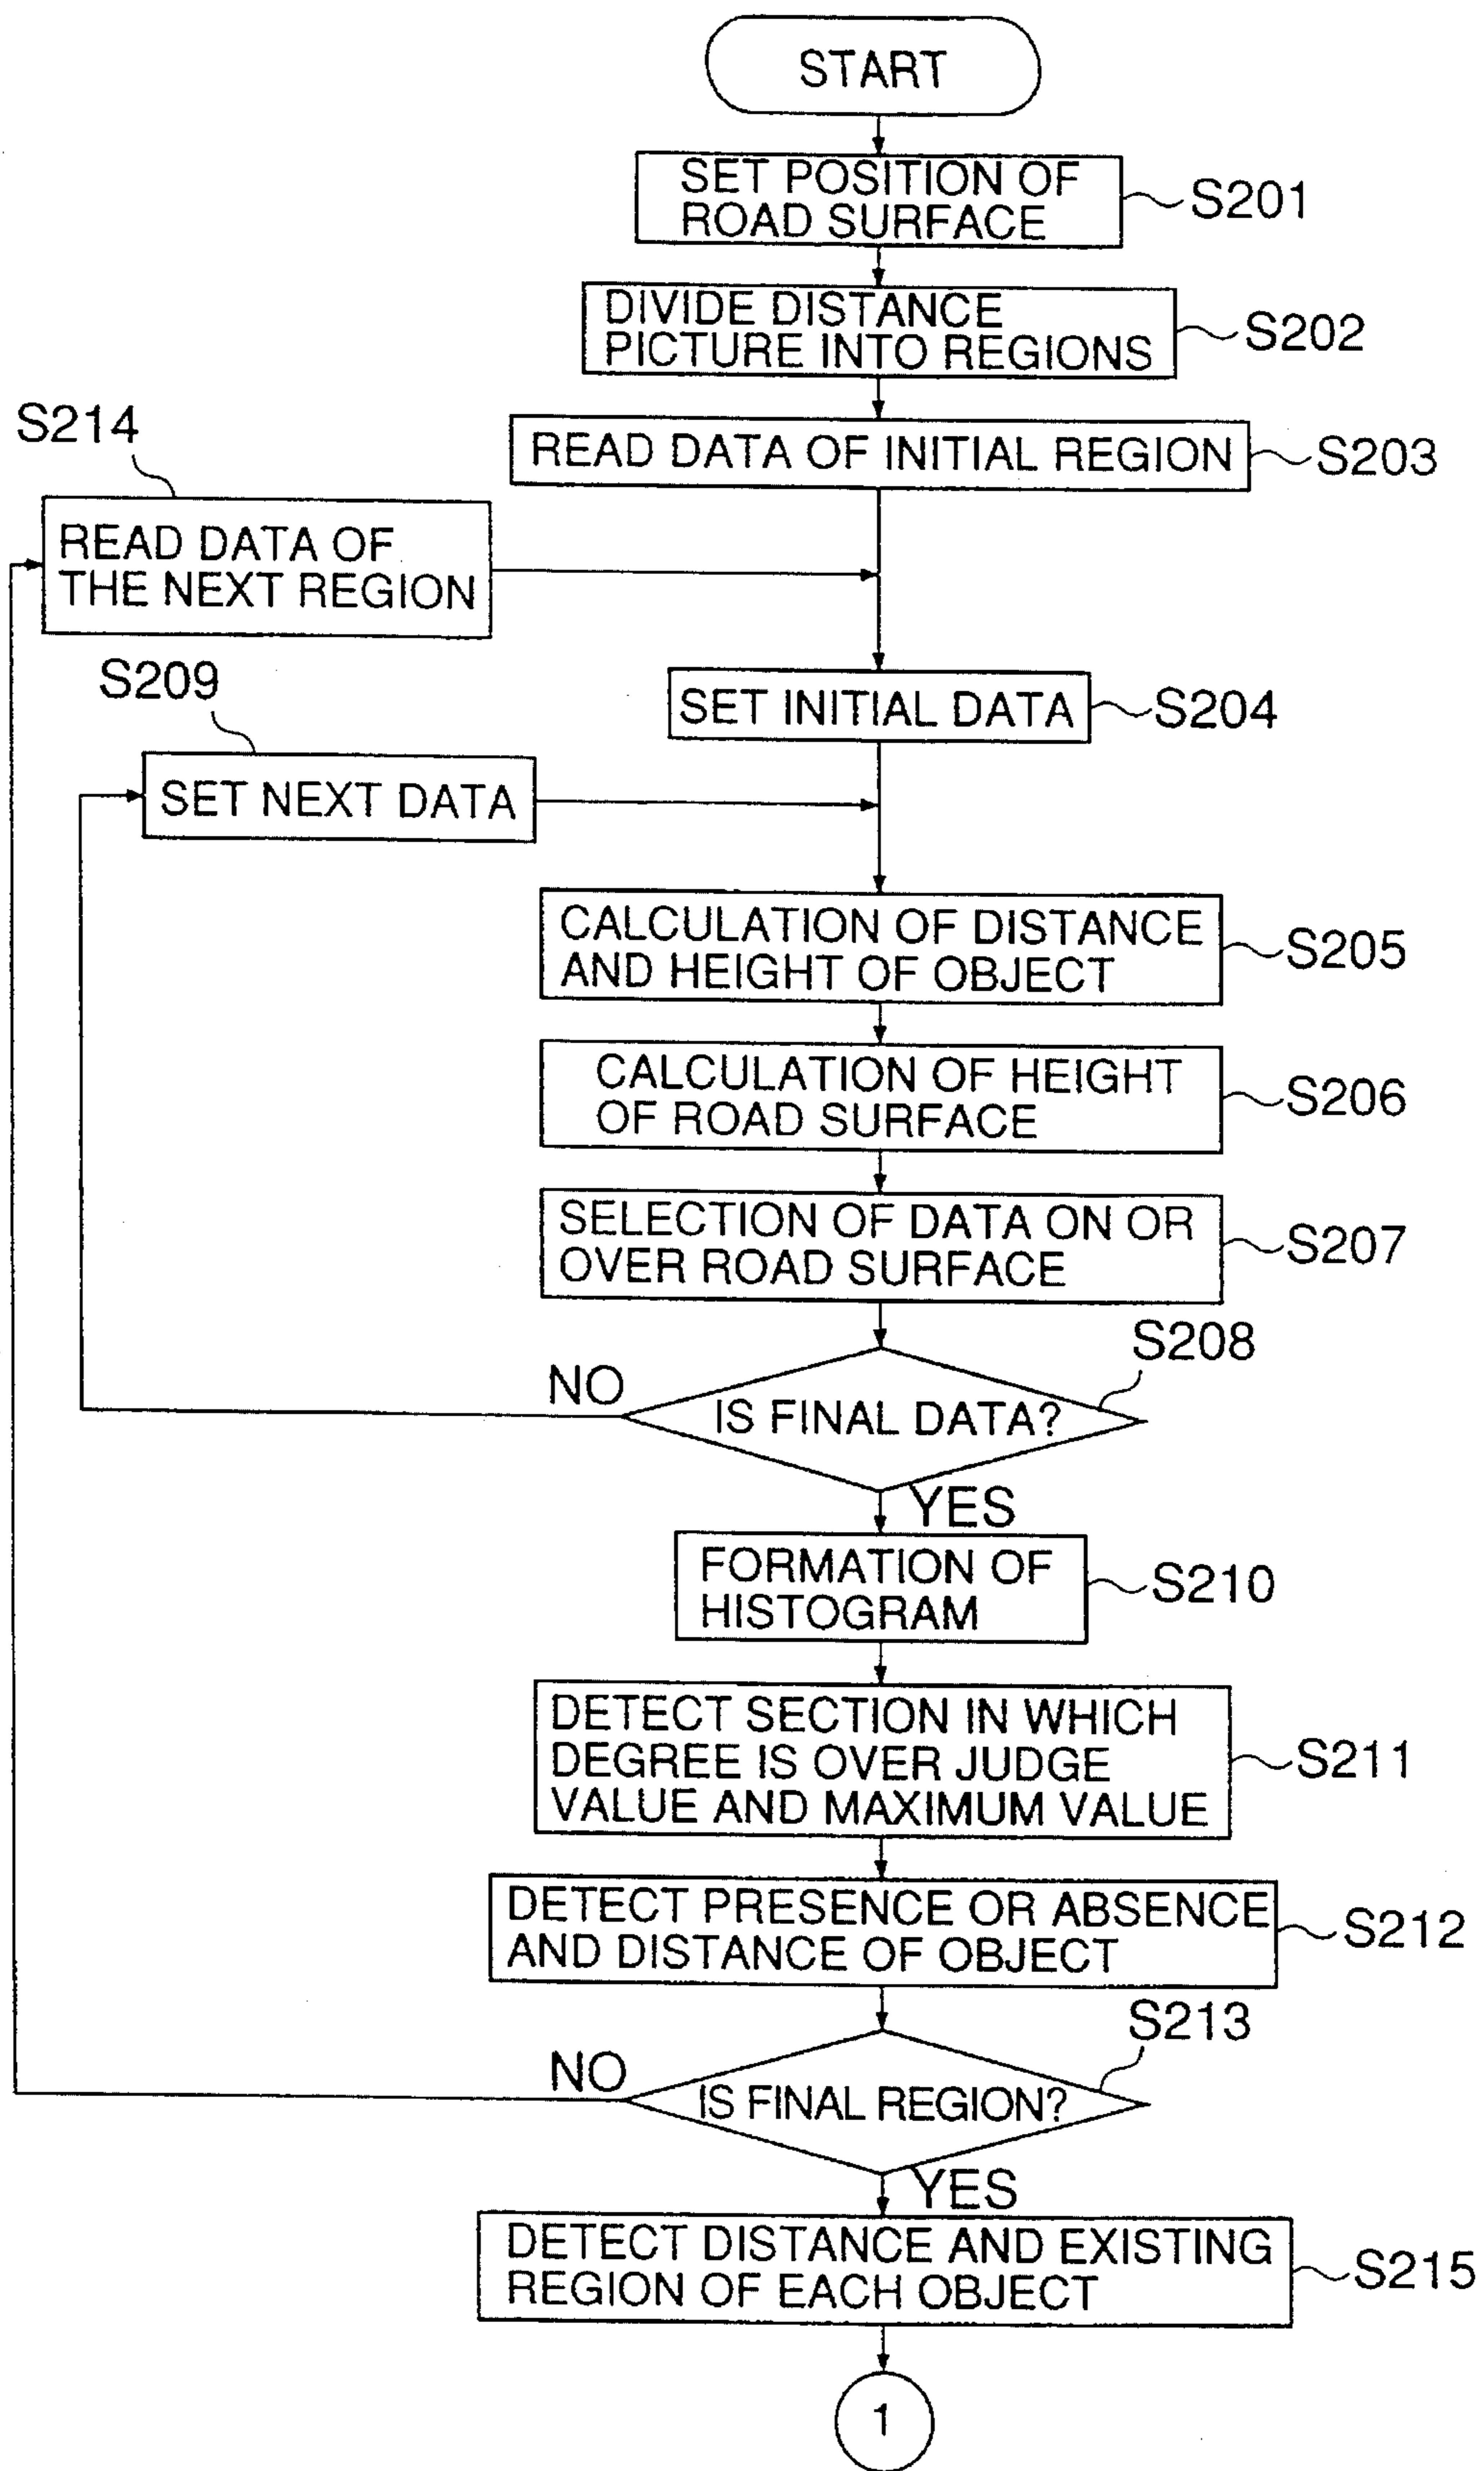 START
SET POSITION OF
ROAD SURFACE
S201
DIVIDE DISTANCE
PICTURE INTO REGIONS
S202
S214
READ DATA OF INITIAL REGION
S203
READ DATA OF
THE NEXT REGION
S209
SET INITIAL DATA
S204
SET NEXT DATA
CALCULATION OF DISTANCE
AND HEIGHT OF OBJECT
S205
CALCULATION OF HEIGHT
OF ROAD SURFACE
S206
SELECTION OF DATA ON OR
OVER ROAD SURFACE
S207
S208
NO
IS FINAL DATA?
YES
FORMATION OF
HISTOGRAM
S210
DETECT SECTION IN WHICH
DEGREE IS OVER JUDGE
VALUE AND MAXIMUM VALUE
S211
DETECT PRESENCE OR ABSENCE
AND DISTANCE OF OBJECT
S212
S213
NO
IS FINAL REGION?
YES
DETECT DISTANCE AND EXISTING
REGION OF EACH OBJECT
S215
1